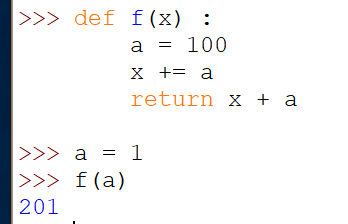 >>> def f(x) :
        a = 100
        x += a
        return x + a

>>> a = 1
>>> f(a)
201